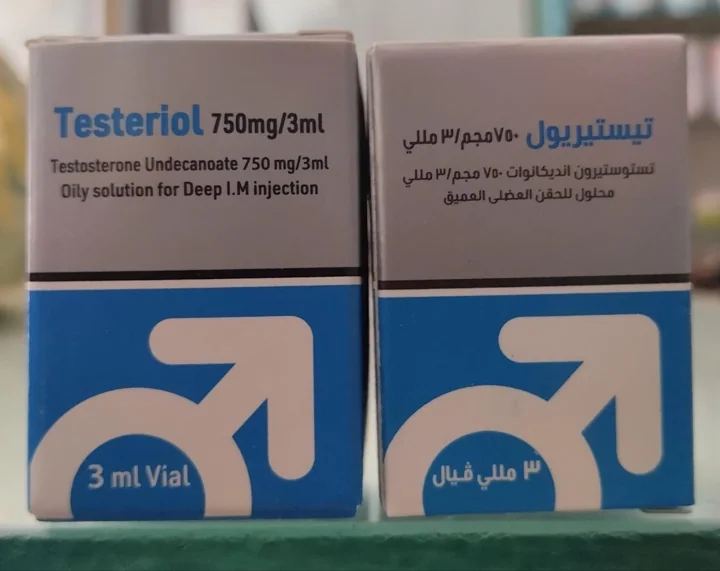 Testeriol 750mg/3ml
Testosterone Undecanoate 750 mg/3ml
Oily solution for Deep I.M injection
3 ml Vial
تيستيريول ٧٥٠مجم/٣ مللي
تستوستيرون انديكانوات ٧٥٠ مجم/٣ مللي
محلول للحقن العضلى العميق
٣ مللي ڤيال